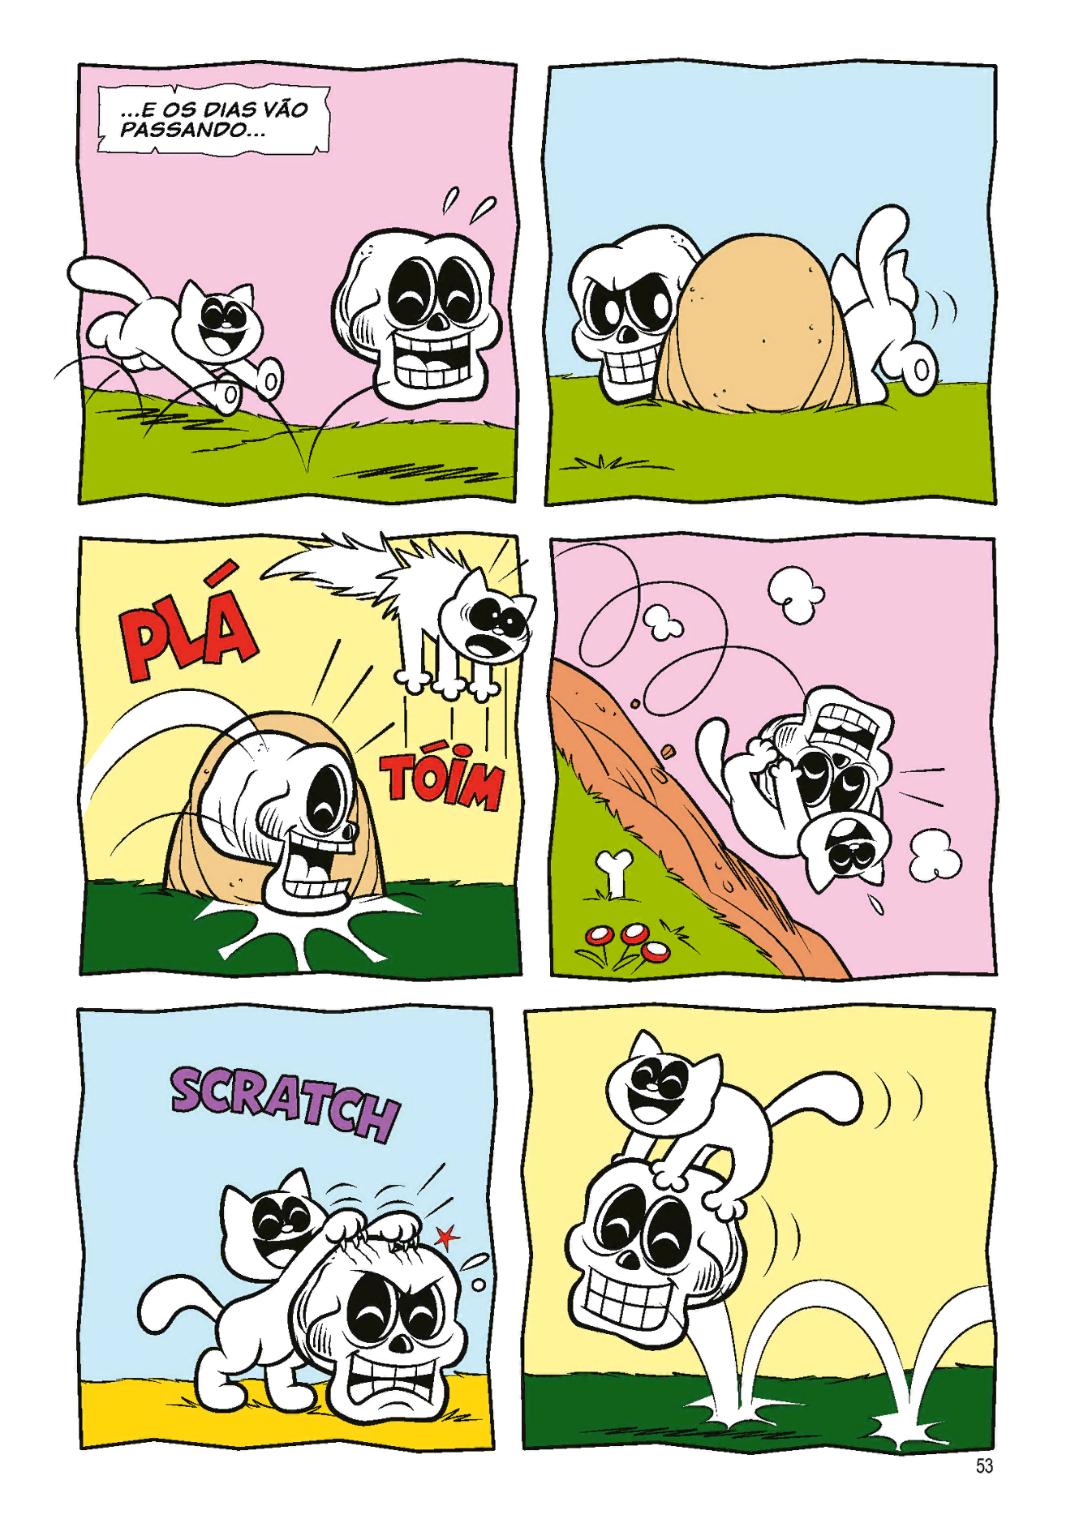 ...E OS DIAS VÃO
PASSANDO...
PLÁ
TÓIM
SCRATCH
53